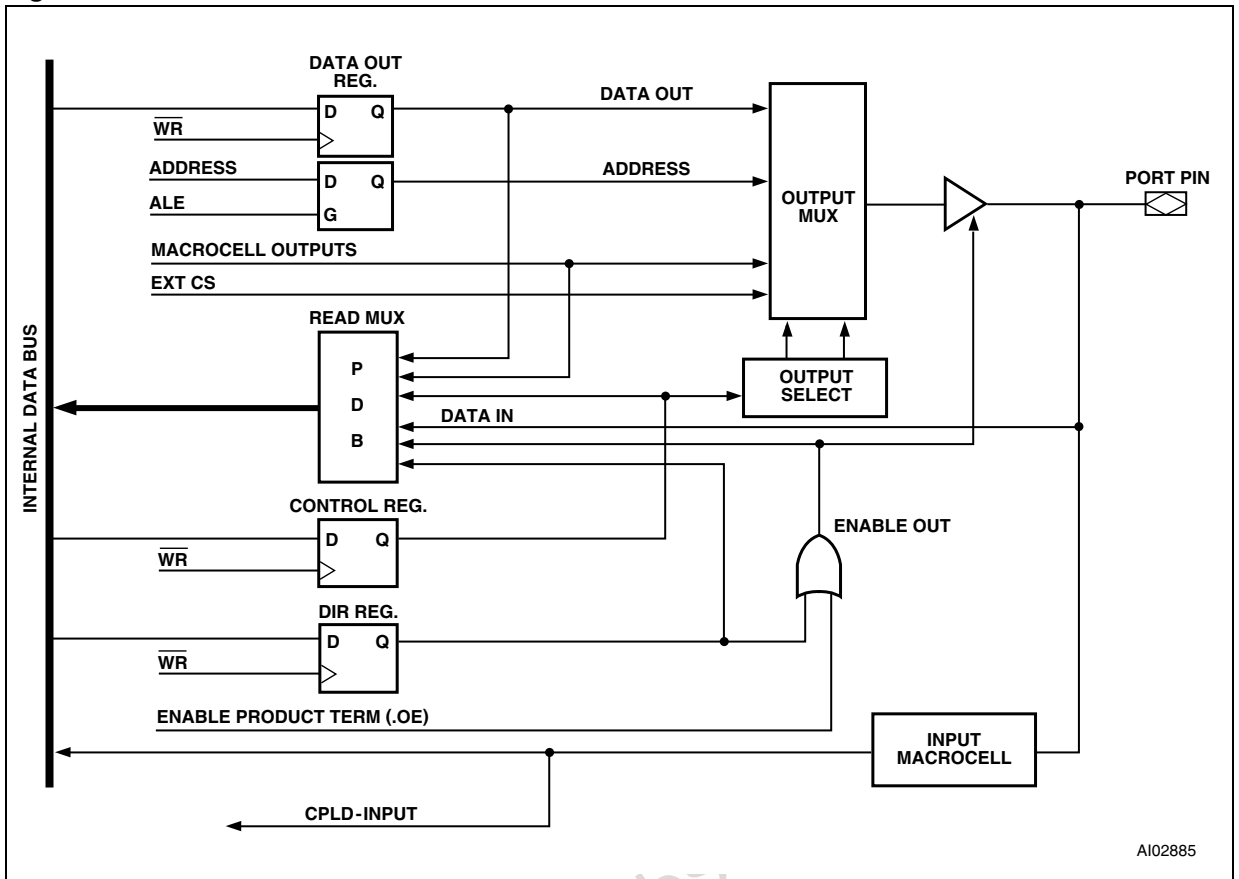 DATA OUT
REG.
D Q
DATA OUT
WR
ADDRESS
D Q
ADDRESS
ALE
G
OUTPUT
MUX
PORT PIN
MACROCELL OUTPUTS
EXT CS
READ MUX
P
D
B
OUTPUT
SELECT
DATA IN
INTERNAL DATA BUS
CONTROL REG.
D Q
WR
ENABLE OUT
DIR REG.
D Q
WR
ENABLE PRODUCT TERM (.OE)
INPUT
MACROCELL
CPLD-INPUT
AI02885